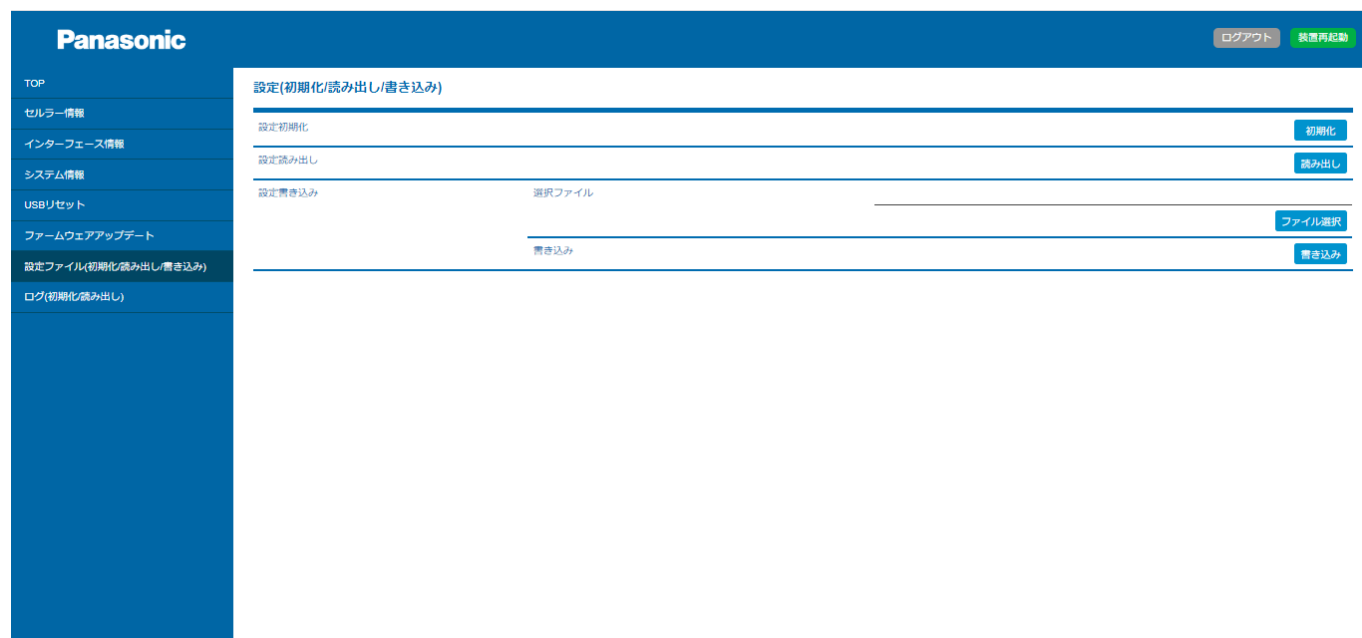 Panasonic
ログアウト
装置再起動
TOP
セルラー情報
インターフェース情報
システム情報
USBリセット
ファームウェアアップデート
設定ファイル(初期化/読み出し/書き込み)
ログ(初期化/読み出し)
設定(初期化/読み出し/書き込み)
設定初期化
初期化
設定読み出し
読み出し
設定書き込み
選択ファイル
ファイル選択
書き込み
書き込み